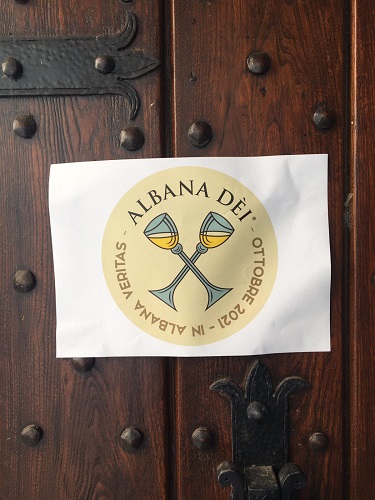 ALBANA DÈI®
- OTTOBRE 2021 - IN ALBANA VERITAS -